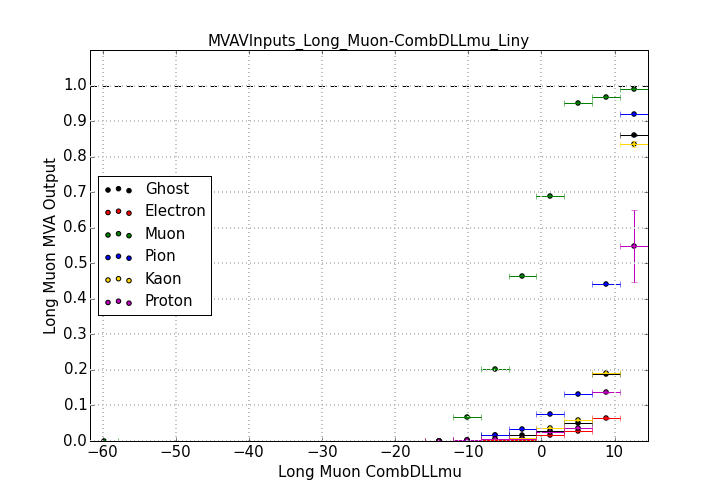 MVAVInputs_Long_Muon-CombDLLmu_Liny
Long Muon MVA Output
1.0
0.9
0.8
0.7
0.6
0.5
0.4
0.3
0.2
0.1
0.0
Ghost
Electron
Muon
Pion
Kaon
Proton
−60 −50 −40 −30 −20 −10 0 10
Long Muon CombDLLmu